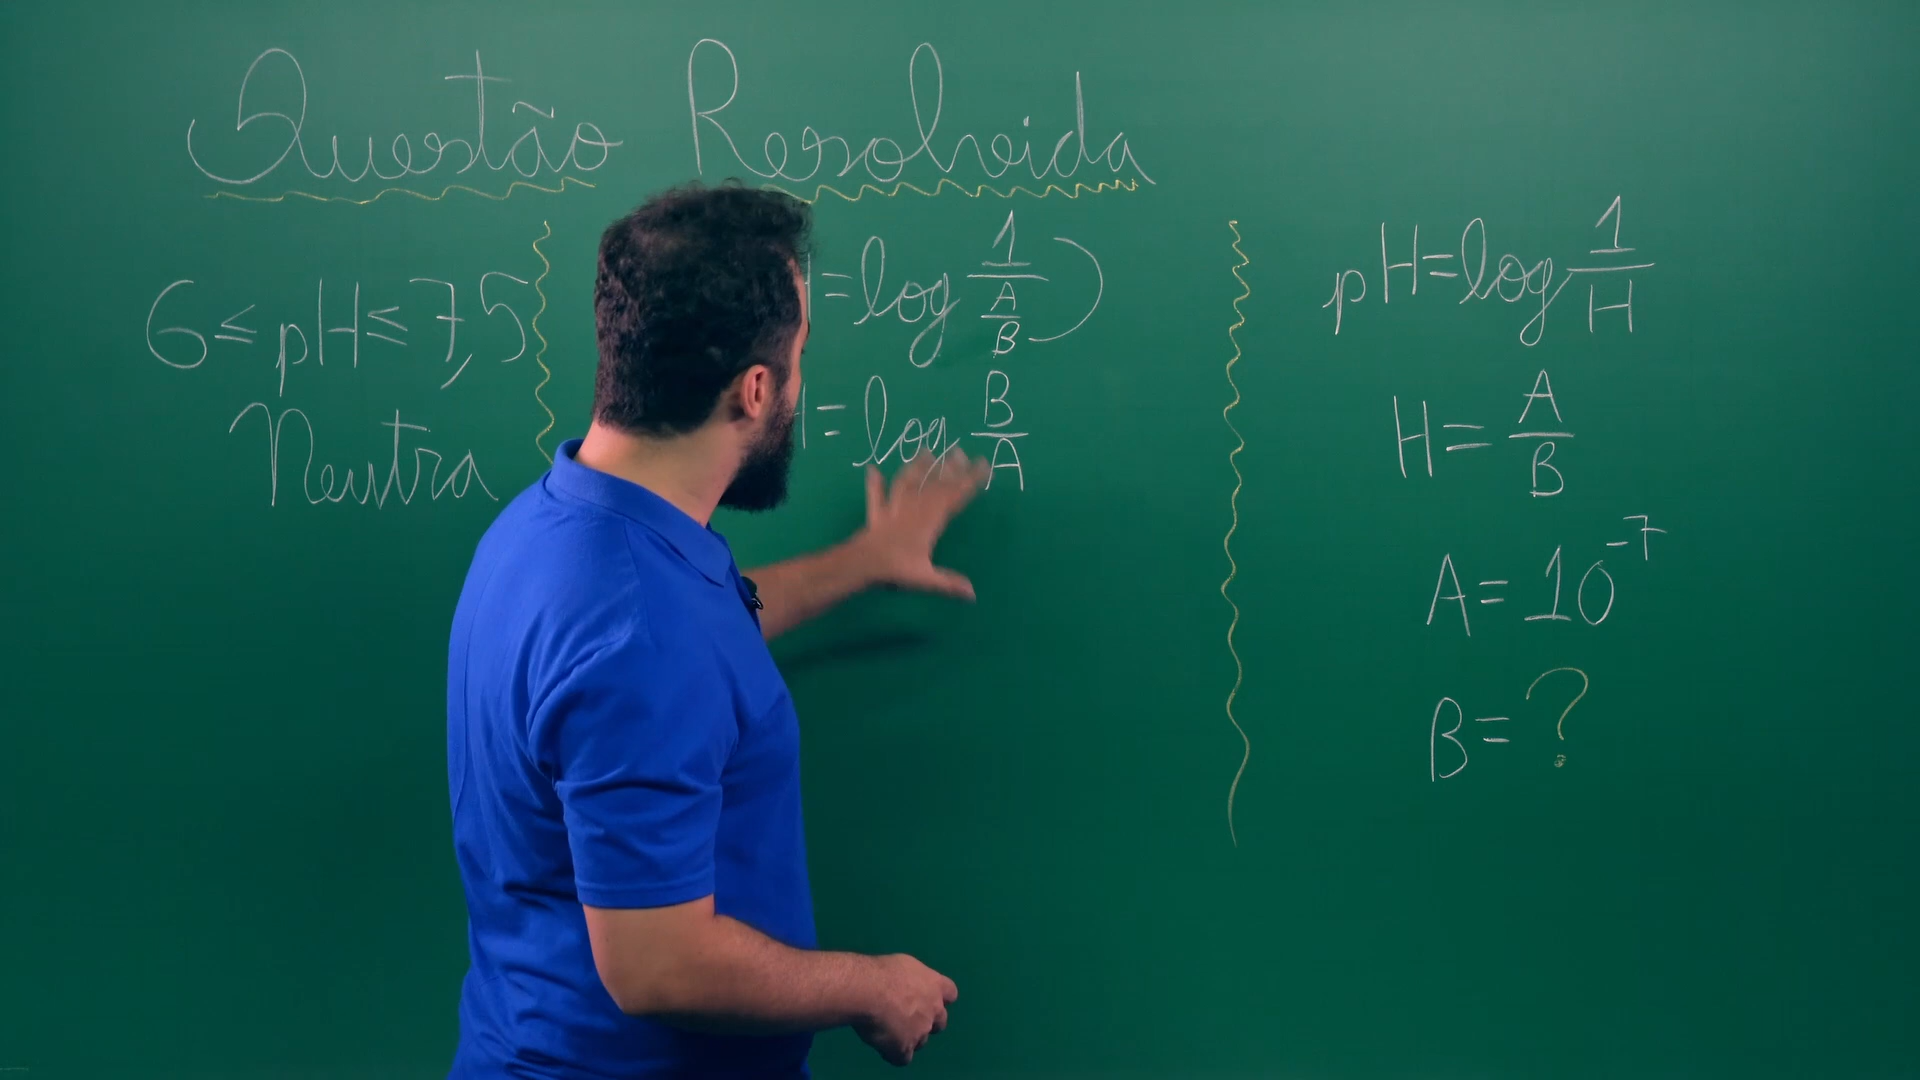 Questão Resolvida
6 ≤ pH ≤ 7,5
Neutra
= log 1/(A/B)
= log B/A
pH = log 1/H
H = A/B
A = 10⁻⁷
B = ?